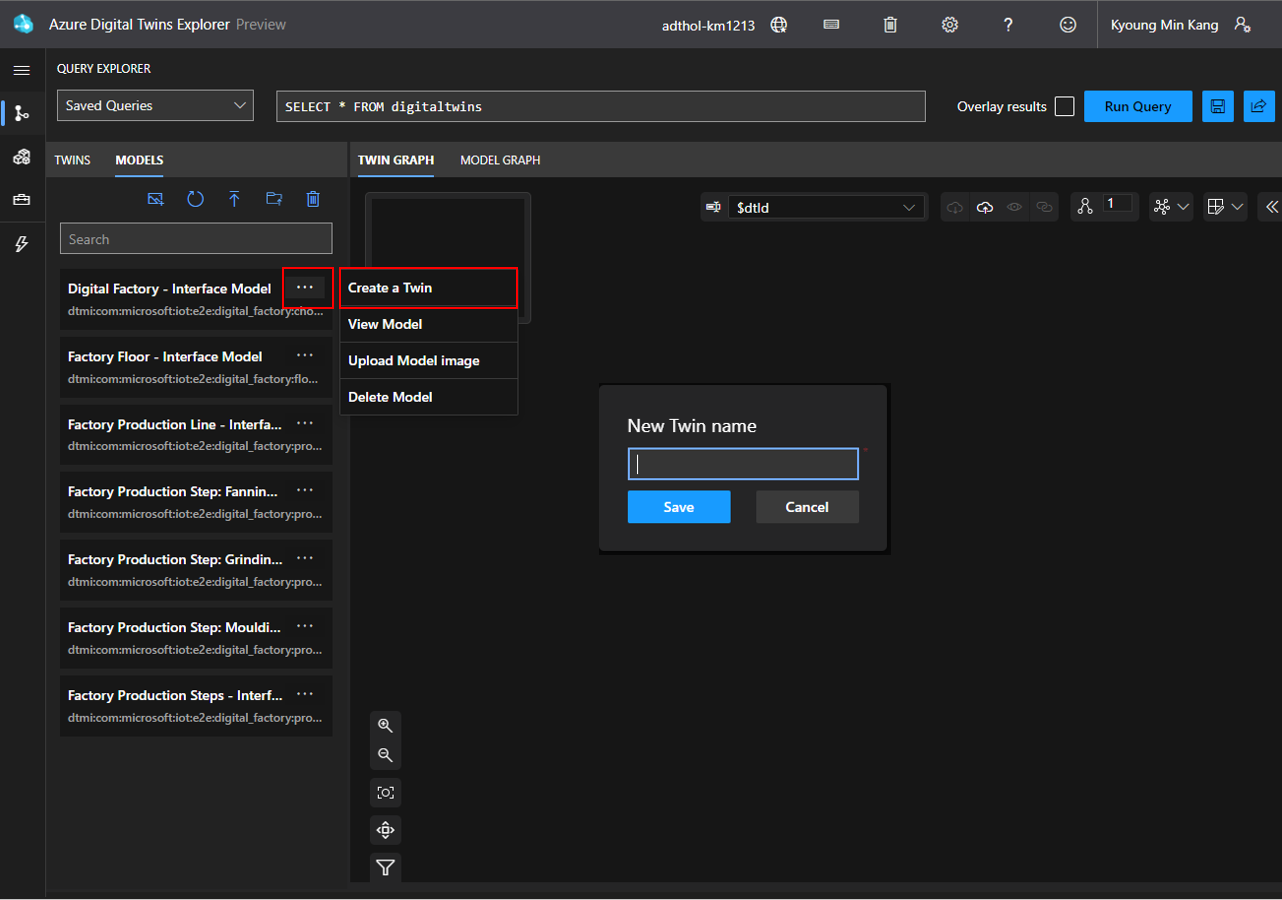 Azure Digital Twins Explorer Preview
adthol-km1213
?
Kyoung Min Kang
QUERY EXPLORER
Saved Queries
SELECT * FROM digitaltwins
Overlay results
Run Query
TWINS
MODELS
TWIN GRAPH
MODEL GRAPH
$dtId
1
Search
Digital Factory - Interface Model
...
dtmi:com:microsoft:iot:e2e:digital_factory:cho...
Create a Twin
View Model
Upload Model image
Delete Model
Factory Floor - Interface Model
...
dtmi:com:microsoft:iot:e2e:digital_factory:flo...
Factory Production Line - Interfa...
...
dtmi:com:microsoft:iot:e2e:digital_factory:pro...
Factory Production Step: Fannin...
...
dtmi:com:microsoft:iot:e2e:digital_factory:pro...
Factory Production Step: Grindin...
...
dtmi:com:microsoft:iot:e2e:digital_factory:pro...
Factory Production Step: Mouldi...
...
dtmi:com:microsoft:iot:e2e:digital_factory:pro...
Factory Production Steps - Interf...
...
dtmi:com:microsoft:iot:e2e:digital_factory:pro...
New Twin name
*
Save
Cancel